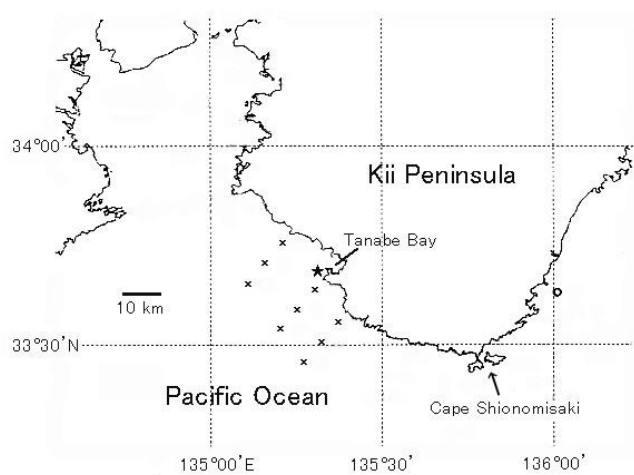 34°00'
Kii Peninsula
Tanabe Bay
10 km
33°30'N
Pacific Ocean
Cape Shionomisaki
135°00'E
135°30'
136°00'